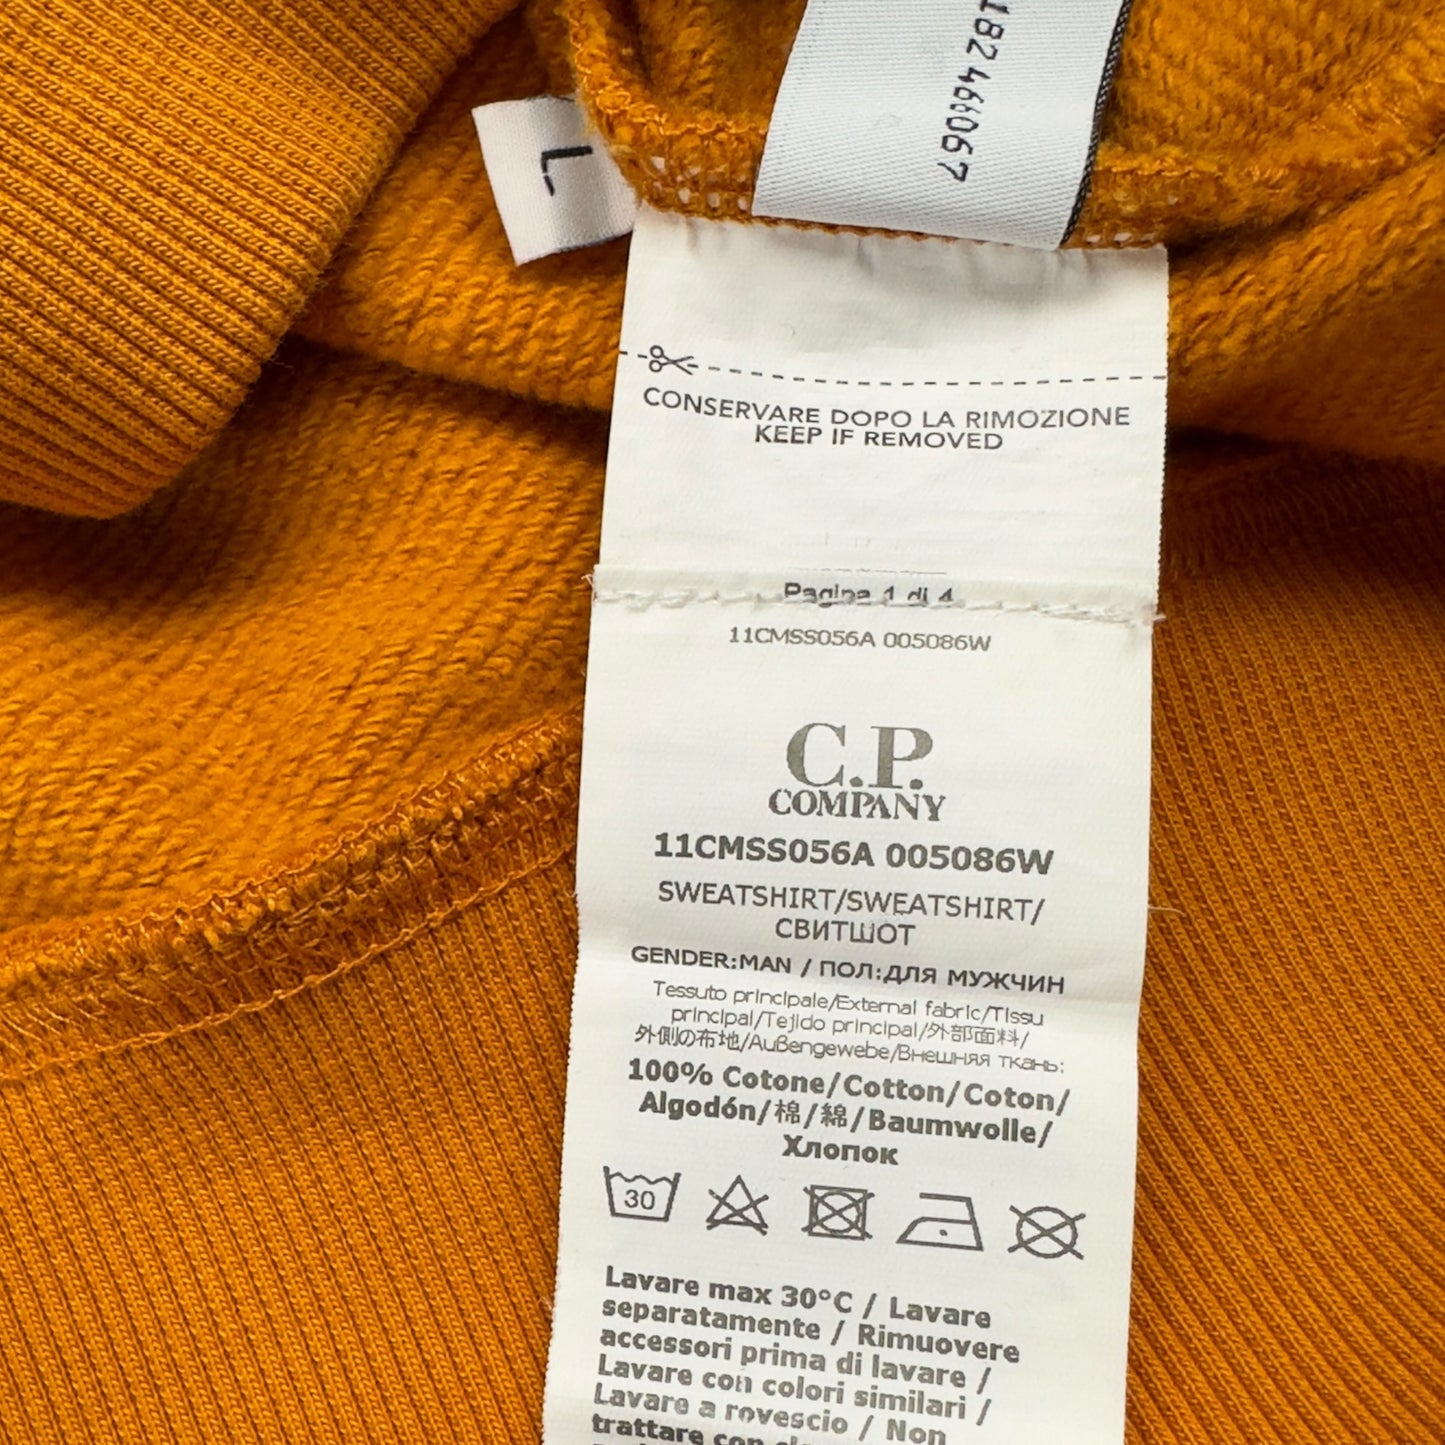 182466067
L
CONSERVARE DOPO LA RIMOZIONE
KEEP IF REMOVED
Pagina 1 di 4
11CMSS056A 005086W
C.P.
COMPANY
11CMSS056A 005086W
SWEATSHIRT/SWEATSHIRT/
СВИТШОТ
GENDER:MAN / ПОЛ:ДЛЯ МУЖЧИН
Tessuto principale/External fabric/Tissu
principal/Tejido principal/外部面料/
外側の布地/Außengewebe/Внешняя ткань:
100% Cotone/Cotton/Coton/
Algodón/棉/綿/Baumwolle/
Хлопок
30
Lavare max 30°C / Lavare
separatamente / Rimuovere
accessori prima di lavare /
Lavare con colori similari /
Lavare a rovescio / Non
trattare con